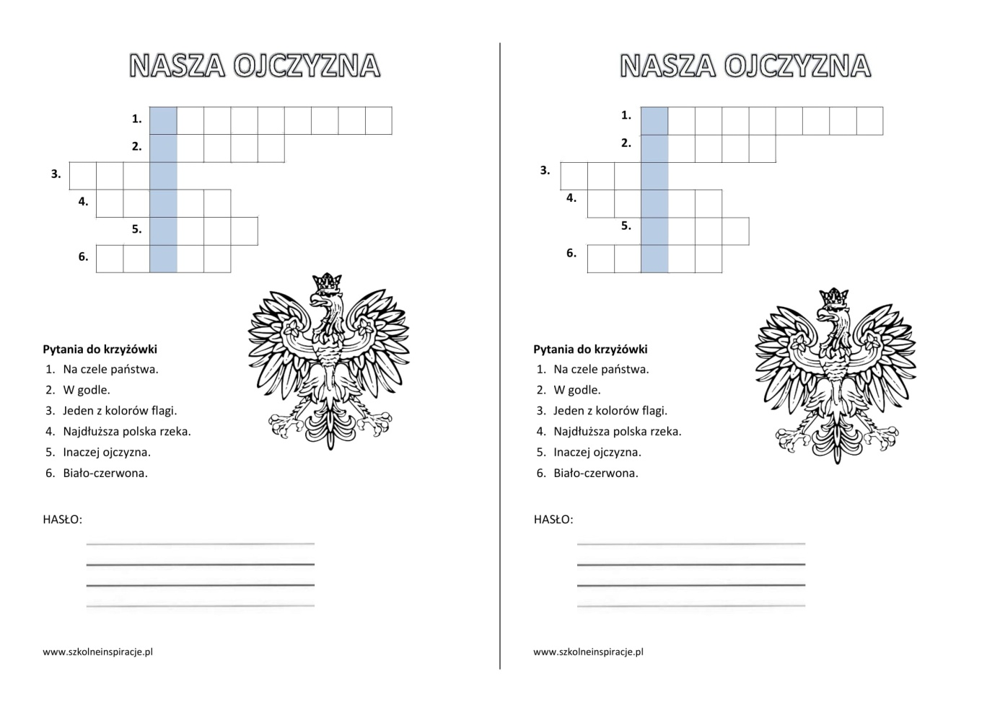 NASZA OJCZYZNA
1.
2.
3.
4.
5.
6.
Pytania do krzyżówki
1. Na czele państwa.
2. W godle.
3. Jeden z kolorów flagi.
4. Najdłuższa polska rzeka.
5. Inaczej ojczyzna.
6. Biało-czerwona.
HASŁO:
www.szkolneinspiracje.pl
NASZA OJCZYZNA
1.
2.
3.
4.
5.
6.
Pytania do krzyżówki
1. Na czele państwa.
2. W godle.
3. Jeden z kolorów flagi.
4. Najdłuższa polska rzeka.
5. Inaczej ojczyzna.
6. Biało-czerwona.
HASŁO:
www.szkolneinspiracje.pl